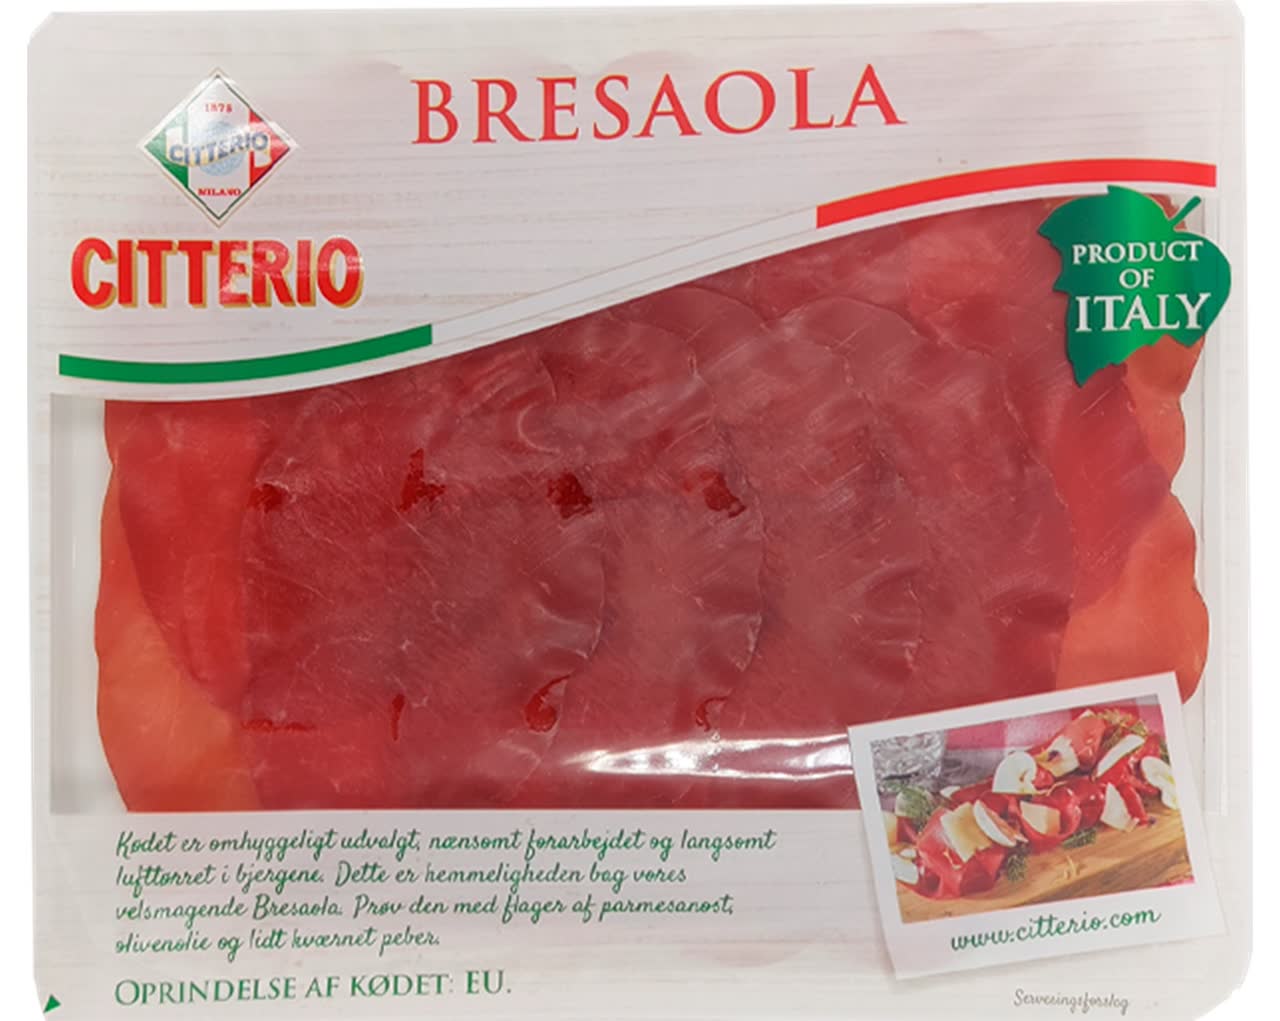 BRESAOLA
1878
CITTERIO
MILANO
CITTERIO
PRODUCT
OF
ITALY
Kødet er omhyggeligt udvalgt, nænsomt forarbejdet og langsomt
lufttørret i bjergene. Dette er hemmeligheden bag vores
velsmagende Bresaola. Prøv den med flager af parmesanost,
olivenolie og lidt kværnet peber.
OPRINDELSE AF KØDET: EU.
www.citterio.com
Serveringsforslag